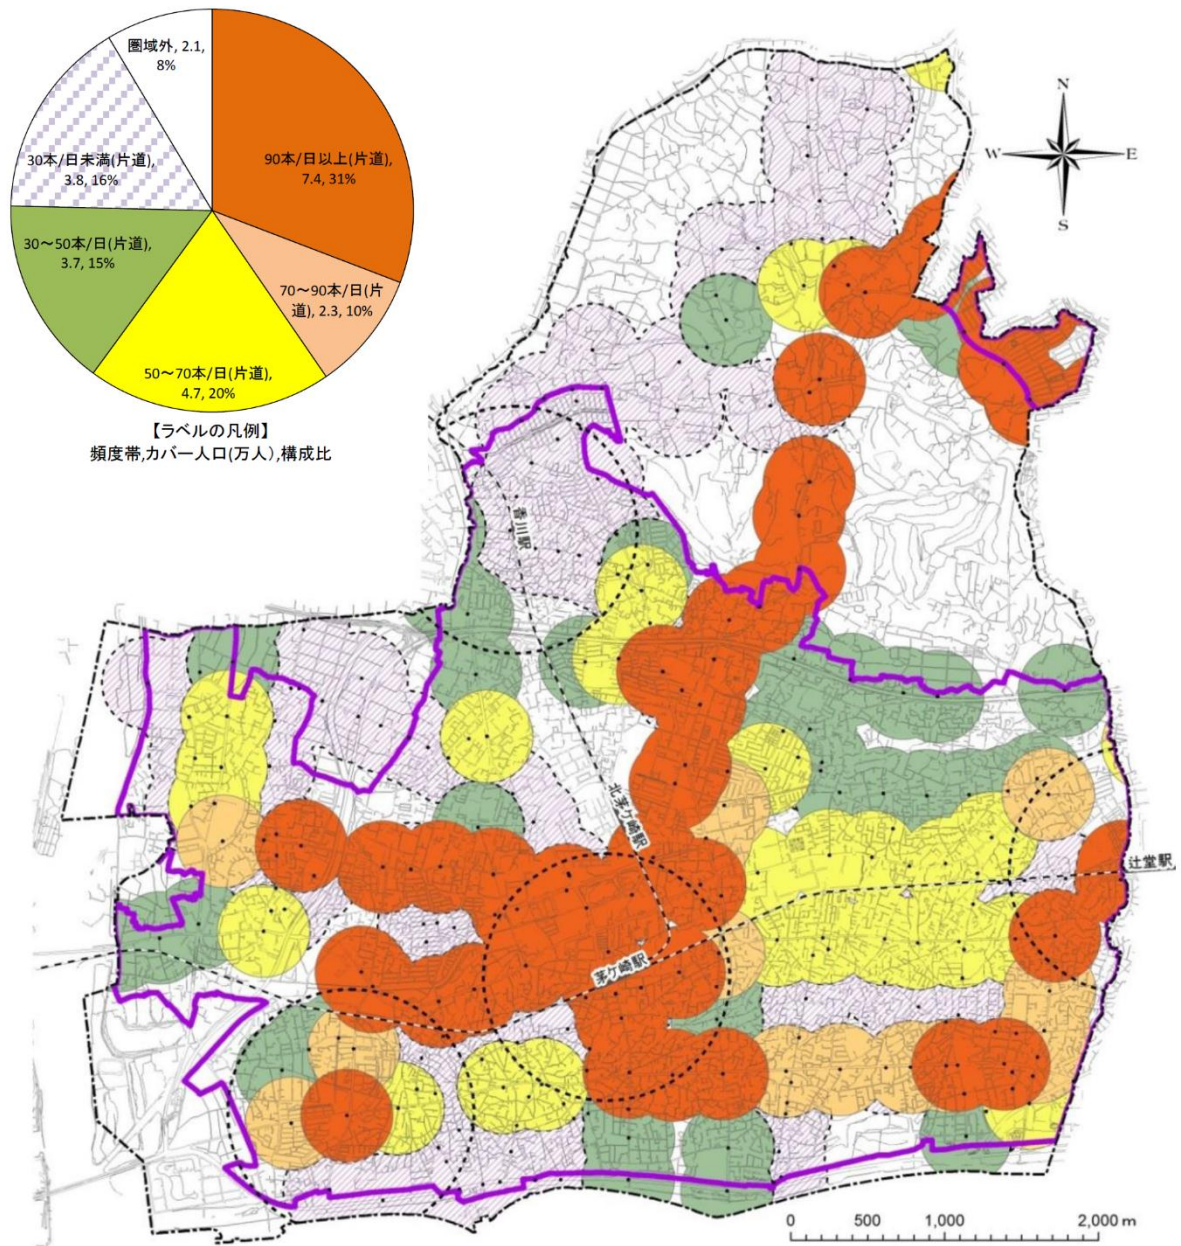 圏域外, 2.1,
8%
90本/日以上(片道),
7.4, 31%
30本/日未満(片道),
3.8, 16%
30～50本/日(片道),
3.7, 15%
70～90本/日(片
道), 2.3, 10%
50～70本/日(片道),
4.7, 20%
【ラベルの凡例】
頻度帯,カバー人口(万人),構成比
N
W
E
S
香川駅
北茅ケ崎駅
辻堂駅
茅ケ崎駅
0
500
1,000
2,000 m